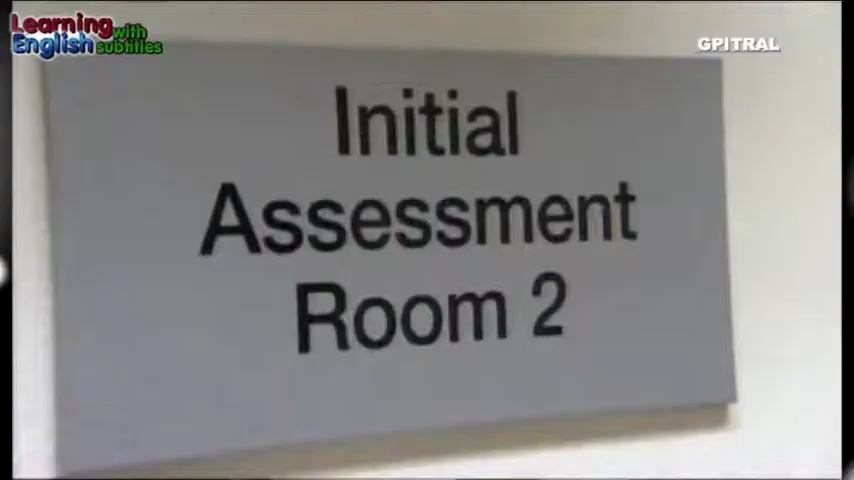 Learning with
English subtitles
GPITRAL
Initial
Assessment
Room 2